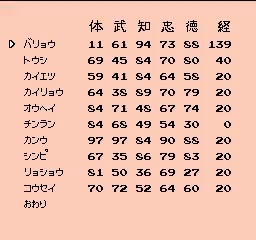 体 武 知 忠 徳 経
バリョウ 11 61 94 73 88 139
トウシ 69 45 84 70 80 40
カイエツ 59 41 84 64 58 20
カイリョウ 64 38 89 70 79 20
オウヘイ 84 71 48 67 74 20
チンラン 84 68 49 54 30 0
カンウ 97 97 84 90 88 20
シンピ 67 35 86 79 83 20
リョショウ 81 50 36 69 27 20
コウセイ 70 72 52 64 60 20
おわり